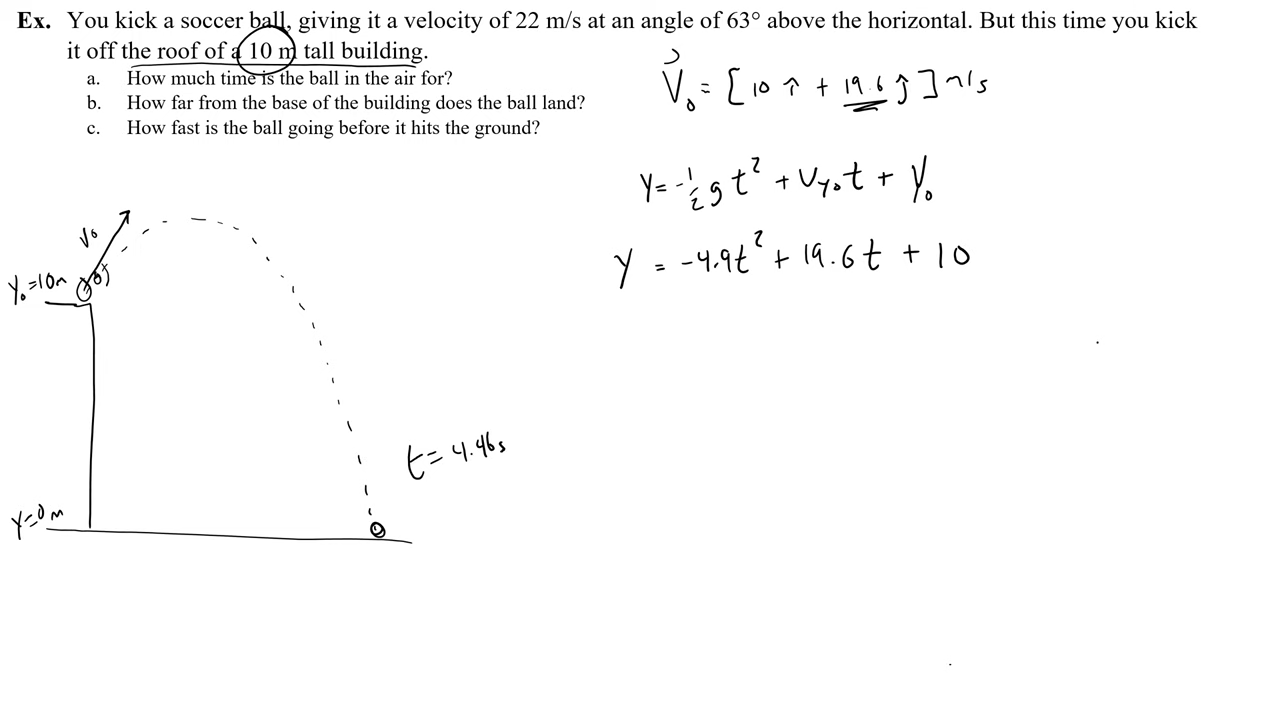 Ex. You kick a soccer ball, giving it a velocity of 22 m/s at an angle of 63° above the horizontal. But this time you kick
it off the roof of a 10 m tall building.
a. How much time is the ball in the air for?
b. How far from the base of the building does the ball land?
c. How fast is the ball going before it hits the ground?
V₀ = [10 î + 19.6 ĵ] m/s
y = -½ g t² + v_y₀ t + y₀
y = -4.9t² + 19.6t + 10
v₀
y₀=10m
t = 4.46s
y=0m